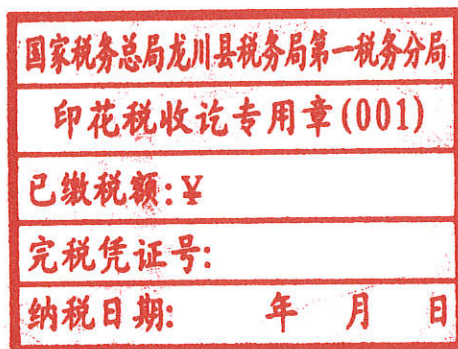 国家税务总局龙川县税务局第一税务分局
印花税收讫专用章(001)
已缴税额:¥
完税凭证号:
纳税日期: 年 月 日